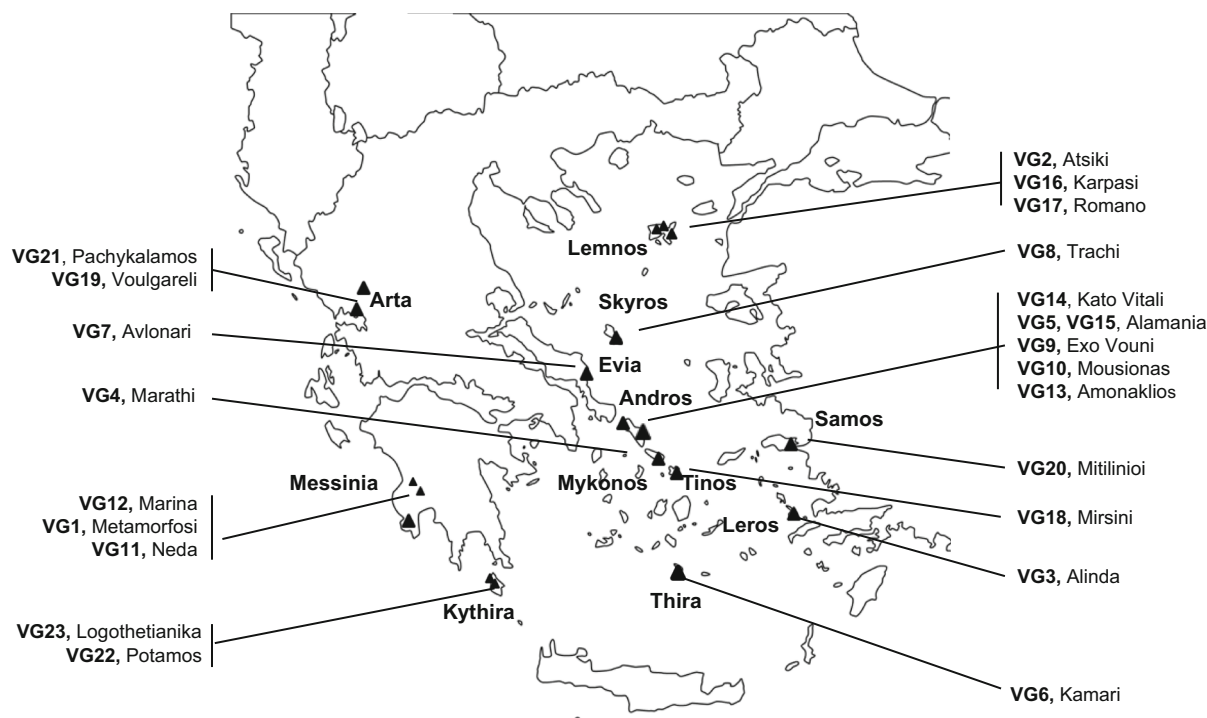 VG2, Atsiki
VG16, Karpasi
VG17, Romano
Lemnos
VG21, Pachykalamos
VG19, Voulgareli
VG8, Trachi
Arta
Skyros
VG14, Kato Vitali
VG5, VG15, Alamania
VG9, Exo Vouni
VG10, Mousionas
VG13, Amonaklios
VG7, Avlonari
Evia
VG4, Marathi
Andros
Samos
VG20, Mitilinioi
Messinia
Mykonos
Tinos
VG12, Marina
VG1, Metamorfosi
VG11, Neda
Leros
VG18, Mirsini
VG3, Alinda
Kythira
Thira
VG23, Logothetianika
VG22, Potamos
VG6, Kamari